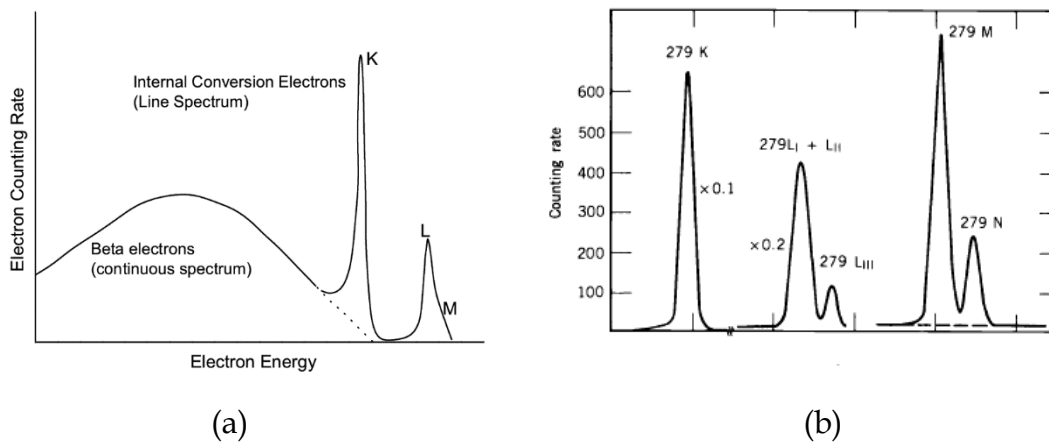 Electron Counting Rate
Internal Conversion Electrons
(Line Spectrum)
K
Beta electrons
(continuous spectrum)
L
M
Electron Energy
(a)
Counting rate
600
500
400
300
200
100
279 K
×0.1
279L_I + L_II
×0.2
279 L_III
279 M
279 N
(b)